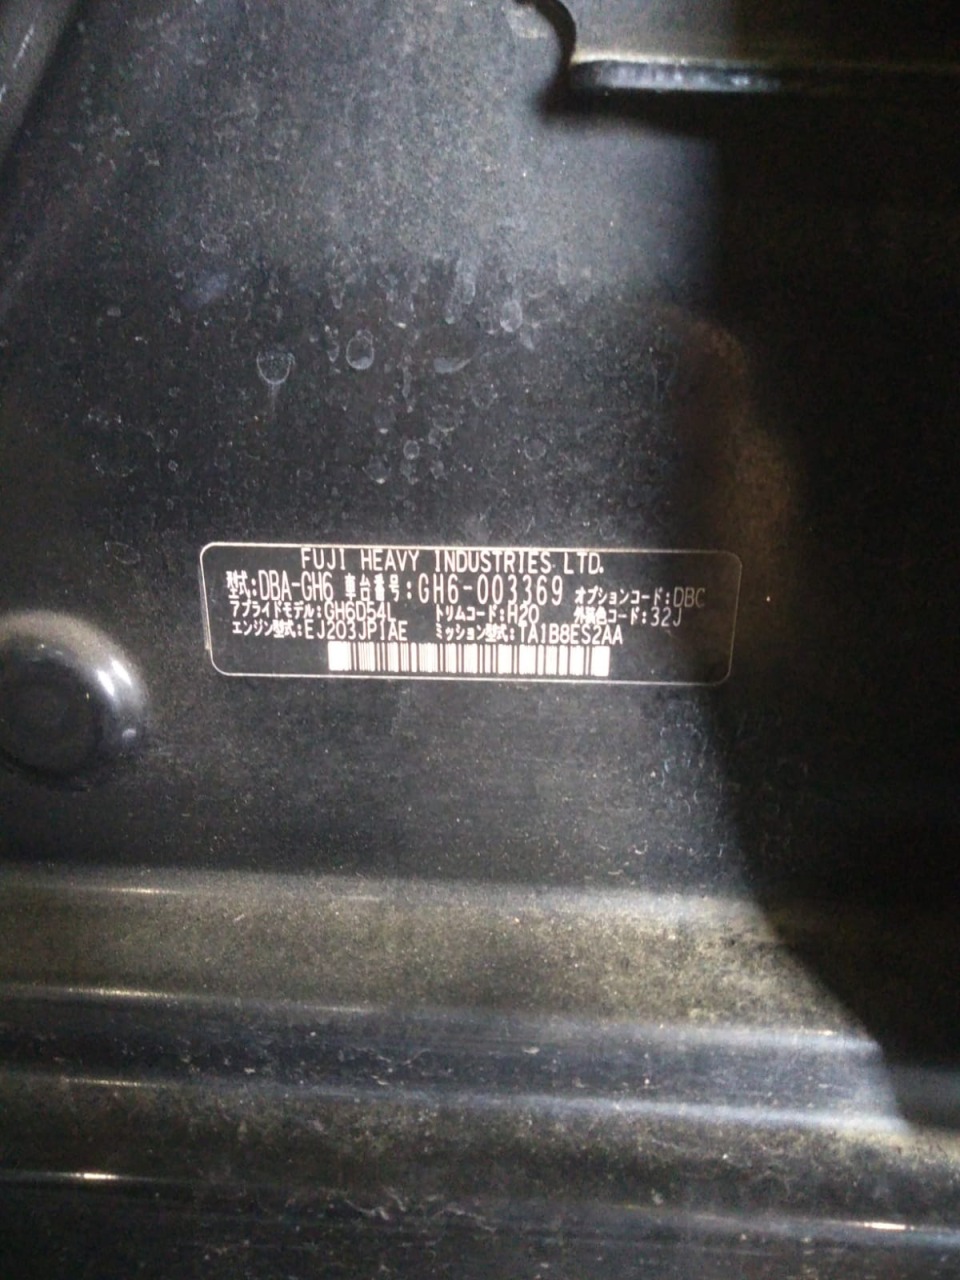 FUJI HEAVY INDUSTRIES LTD.
型式:DBA-GH6 車台番号:GH6-003369 オプションコード:DBC
アプライドモデル:GH6D54L トリムコード:H20 外装色コード:32J
エンジン型式:EJ203JP1AE ミッション型式:TA1B8ES2AA